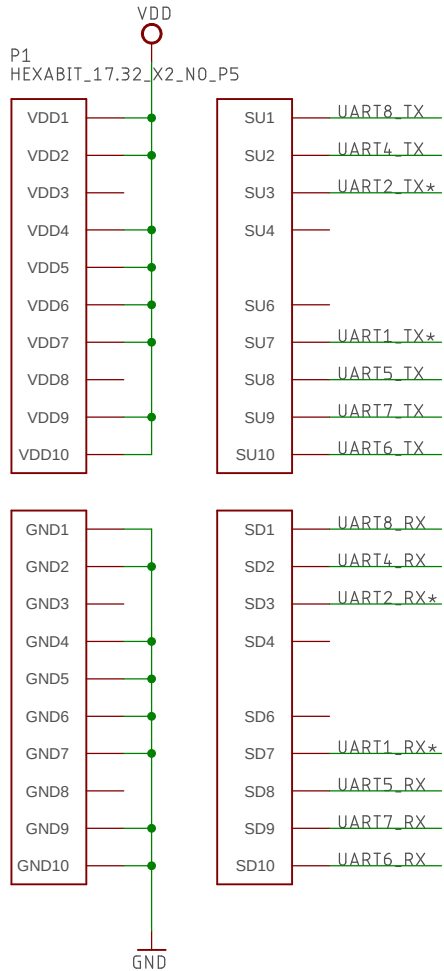 VDD
P1
HEXABIT_17.32_X2_NO_P5
VDD1 SU1 UART8_TX
VDD2 SU2 UART4_TX
VDD3 SU3 UART2_TX*
VDD4 SU4
VDD5
VDD6 SU6
VDD7 SU7 UART1_TX*
VDD8 SU8 UART5_TX
VDD9 SU9 UART7_TX
VDD10 SU10 UART6_TX
GND1 SD1 UART8_RX
GND2 SD2 UART4_RX
GND3 SD3 UART2_RX*
GND4 SD4
GND5
GND6 SD6
GND7 SD7 UART1_RX*
GND8 SD8 UART5_RX
GND9 SD9 UART7_RX
GND10 SD10 UART6_RX
GND